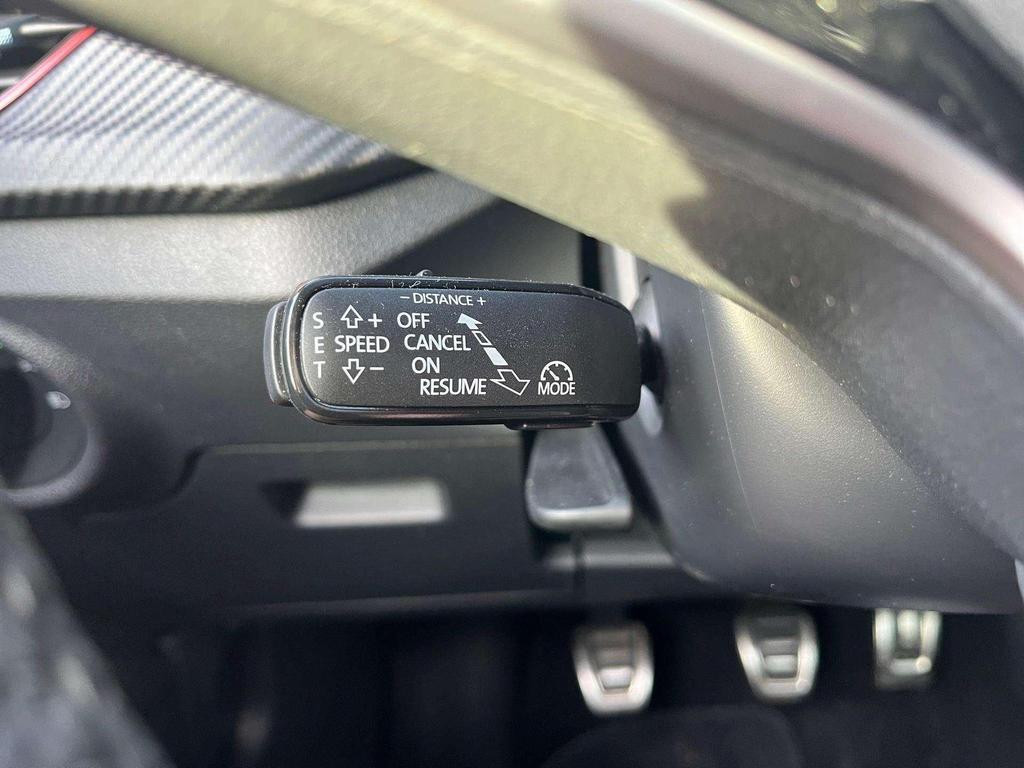 − DISTANCE +
S + OFF
E SPEED CANCEL
T − ON
RESUME MODE